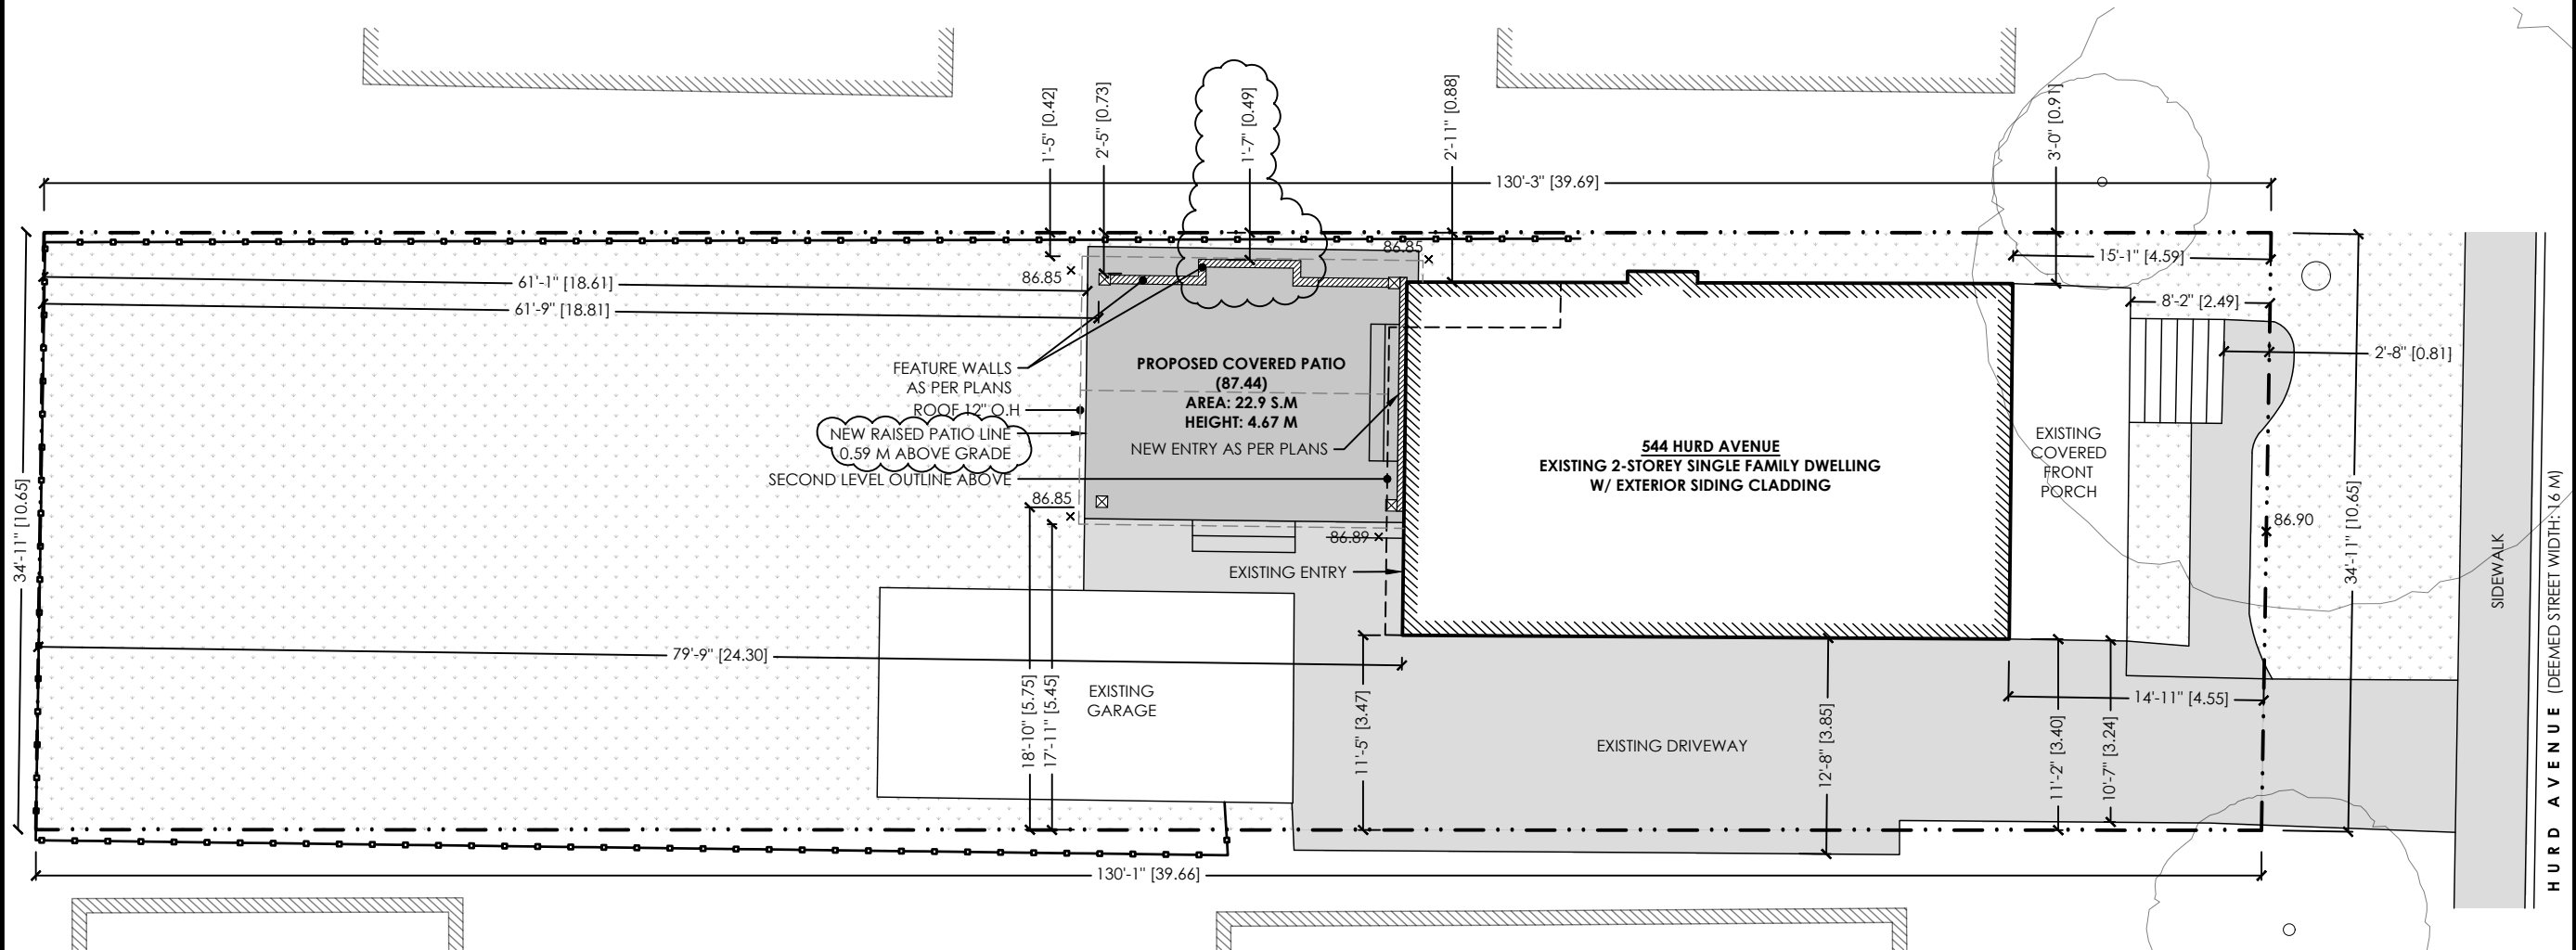 1'-5" [0.42]
2'-5" [0.73]
1'-7" [0.49]
2'-11" [0.88]
3'-0" [0.91]
130'-3" [39.69]
86.85
86.85
15'-1" [4.59]
61'-1" [18.61]
61'-9" [18.81]
8'-2" [2.49]
2'-8" [0.81]
FEATURE WALLS
AS PER PLANS
ROOF 12" O.H
NEW RAISED PATIO LINE
0.59 M ABOVE GRADE
SECOND LEVEL OUTLINE ABOVE
PROPOSED COVERED PATIO
(87.44)
AREA: 22.9 S.M
HEIGHT: 4.67 M
NEW ENTRY AS PER PLANS
544 HURD AVENUE
EXISTING 2-STOREY SINGLE FAMILY DWELLING
W/ EXTERIOR SIDING CLADDING
EXISTING
COVERED
FRONT
PORCH
34'-11" [10.65]
86.85
86.89
86.90
34'-11" [10.65]
EXISTING ENTRY
SIDEWALK
HURD AVENUE (DEEMED STREET WIDTH: 16 M)
79'-9" [24.30]
EXISTING
GARAGE
18'-10" [5.75]
17'-11" [5.45]
11'-5" [3.47]
12'-8" [3.85]
EXISTING DRIVEWAY
14'-11" [4.55]
11'-2" [3.40]
10'-7" [3.24]
130'-1" [39.66]